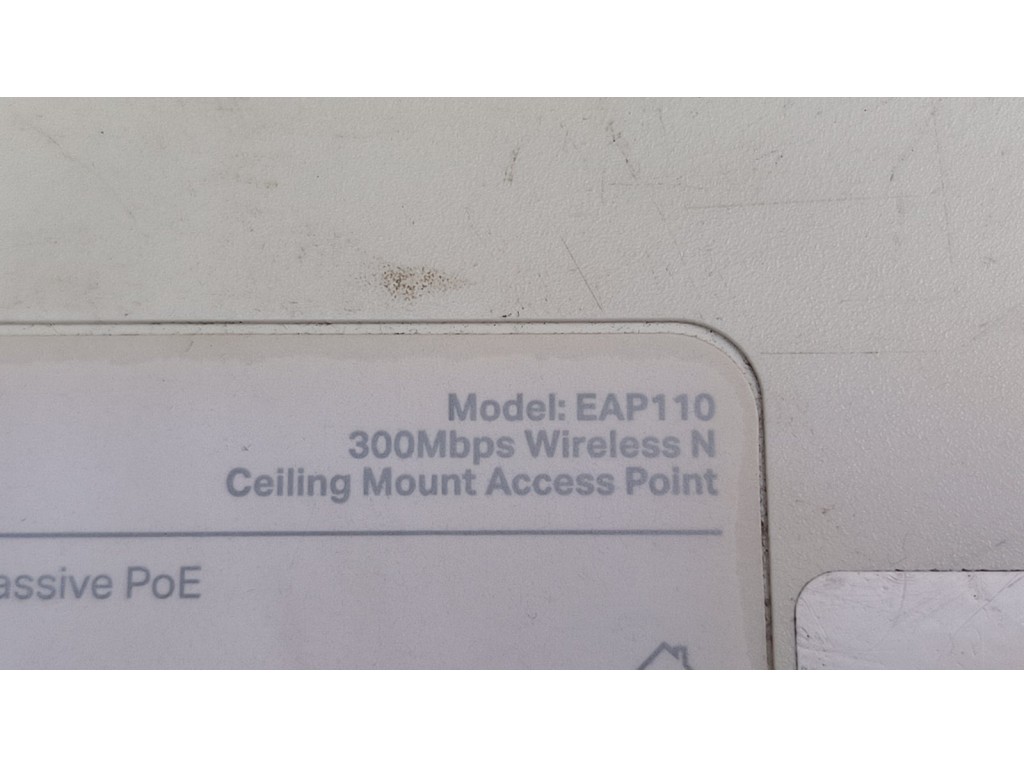 Model: EAP110
300Mbps Wireless N
Ceiling Mount Access Point
assive PoE